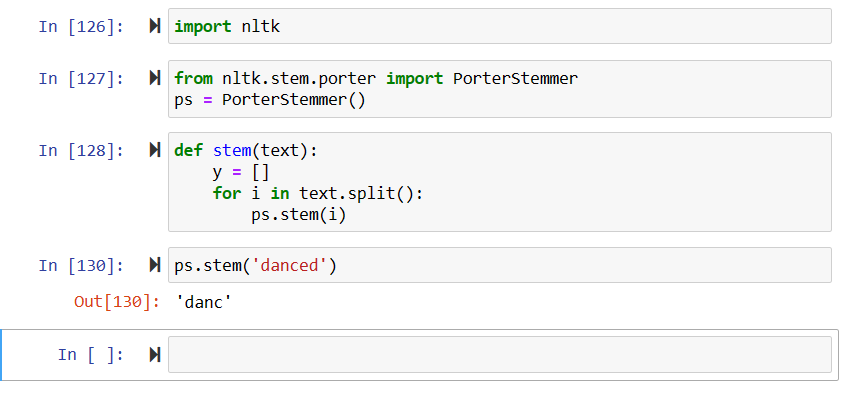 In [126]: import nltk
In [127]: from nltk.stem.porter import PorterStemmer
ps = PorterStemmer()
In [128]: def stem(text):
    y = []
    for i in text.split():
        ps.stem(i)
In [130]: ps.stem('danced')
Out[130]: 'danc'
In [ ]: